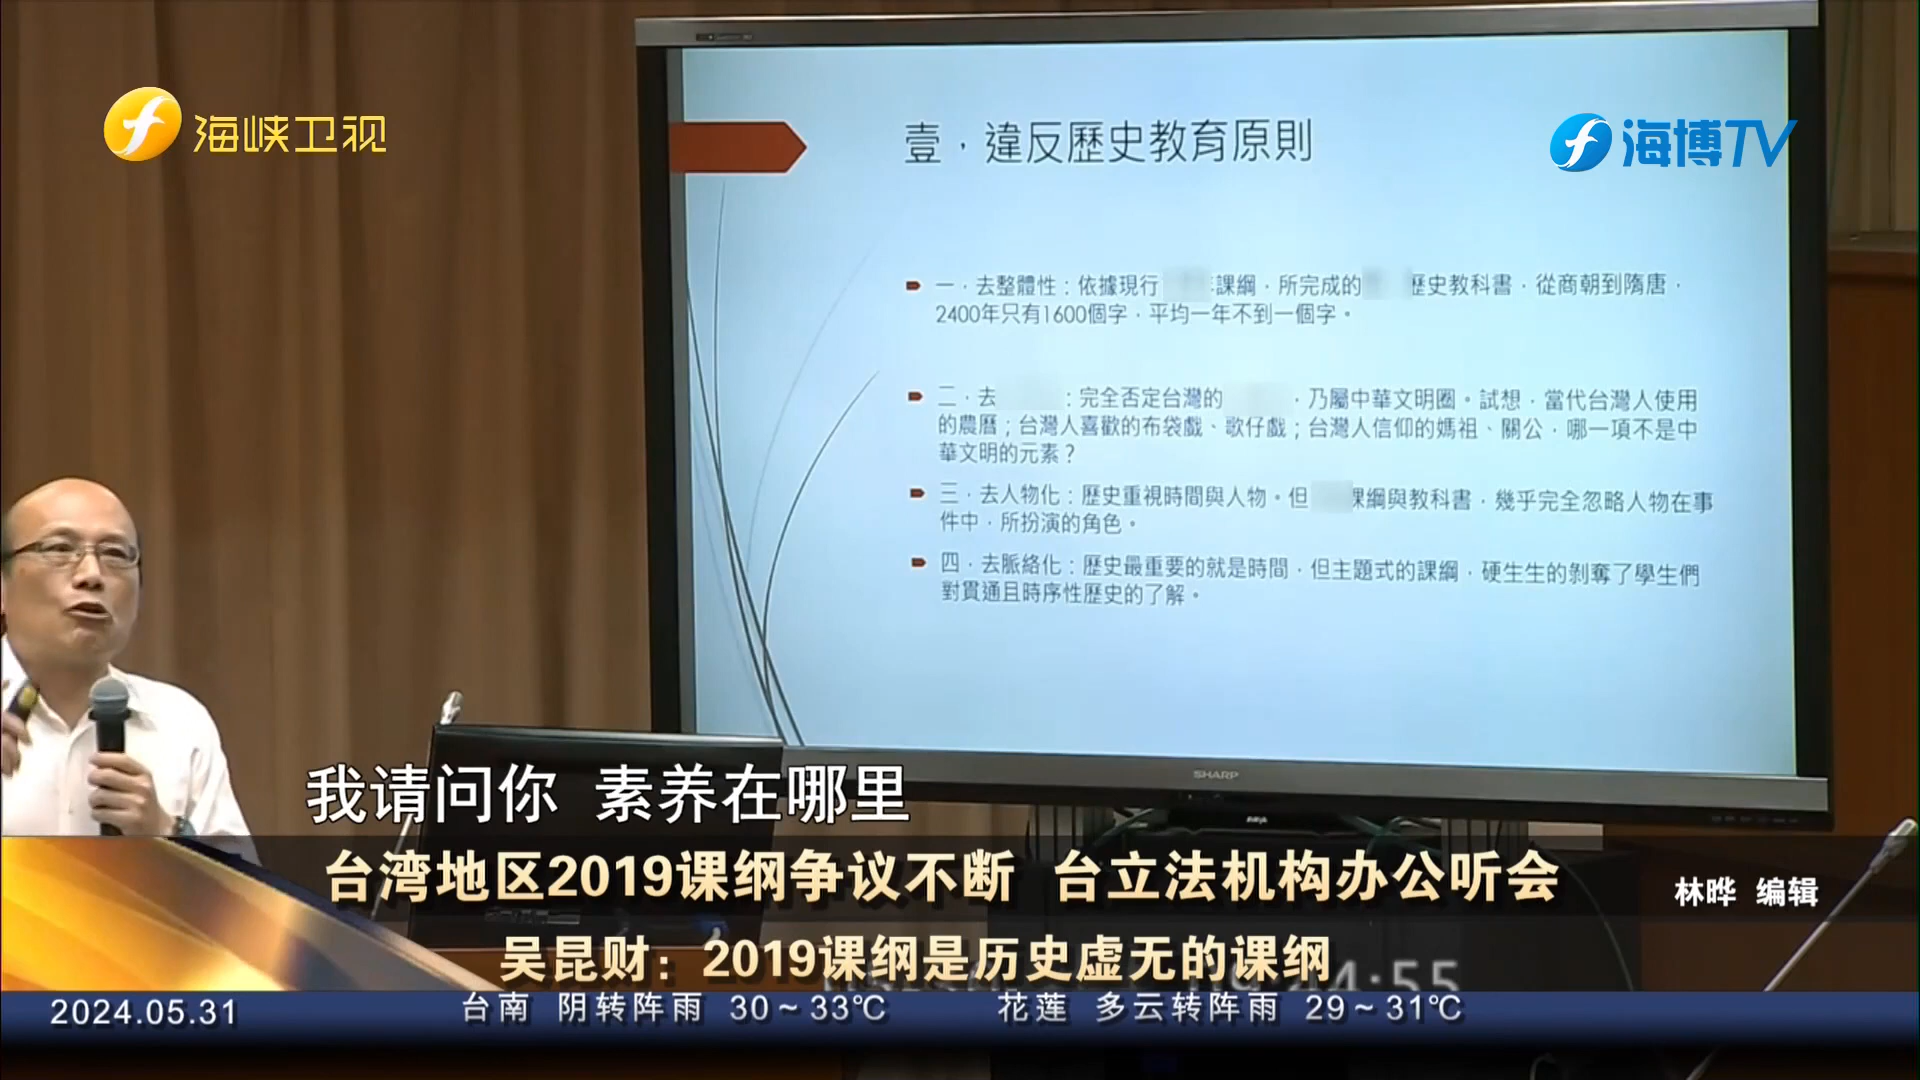 海峡卫视
海博TV
壹，違反歷史教育原則
一．去整體性：依據現行 課綱，所完成的 歷史教科書，從商朝到隋唐，
2400年只有1600個字，平均一年不到一個字。
二．去 ：完全否定台灣的 ，乃屬中華文明圈。試想，當代台灣人使用
的農曆；台灣人喜歡的布袋戲、歌仔戲；台灣人信仰的媽祖、關公，哪一項不是中
華文明的元素？
三．去人物化：歷史重視時間與人物。但 課綱與教科書，幾乎完全忽略人物在事
件中，所扮演的角色。
四．去脈絡化：歷史最重要的就是時間，但主題式的課綱，硬生生的剝奪了學生們
對貫通且時序性歷史的了解。
SHARP
我请问你 素养在哪里
台湾地区2019课纲争议不断 台立法机构办公听会
林晔 编辑
吴昆财：2019课纲是历史虚无的课纲
4:55
2024.05.31
台南 阴转阵雨 30～33℃ 花莲 多云转阵雨 29～31℃